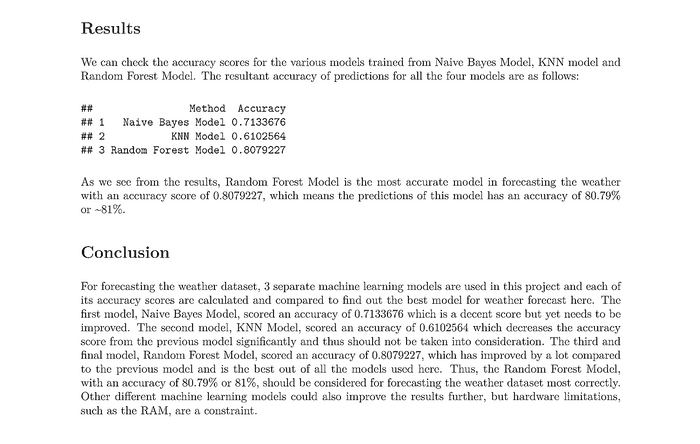 Results
We can check the accuracy scores for the various models trained from Naive Bayes Model, KNN model and
Random Forest Model. The resultant accuracy of predictions for all the four models are as follows:
## Method Accuracy
## 1 Naive Bayes Model 0.7133676
## 2 KNN Model 0.6102564
## 3 Random Forest Model 0.8079227
As we see from the results, Random Forest Model is the most accurate model in forecasting the weather
with an accuracy score of 0.8079227, which means the predictions of this model has an accuracy of 80.79%
or ~81%.
Conclusion
For forecasting the weather dataset, 3 separate machine learning models are used in this project and each of
its accuracy scores are calculated and compared to find out the best model for weather forecast here. The
first model, Naive Bayes Model, scored an accuracy of 0.7133676 which is a decent score but yet needs to be
improved. The second model, KNN Model, scored an accuracy of 0.6102564 which decreases the accuracy
score from the previous model significantly and thus should not be taken into consideration. The third and
final model, Random Forest Model, scored an accuracy of 0.8079227, which has improved by a lot compared
to the previous model and is the best out of all the models used here. Thus, the Random Forest Model,
with an accuracy of 80.79% or 81%, should be considered for forecasting the weather dataset most correctly.
Other different machine learning models could also improve the results further, but hardware limitations,
such as the RAM, are a constraint.